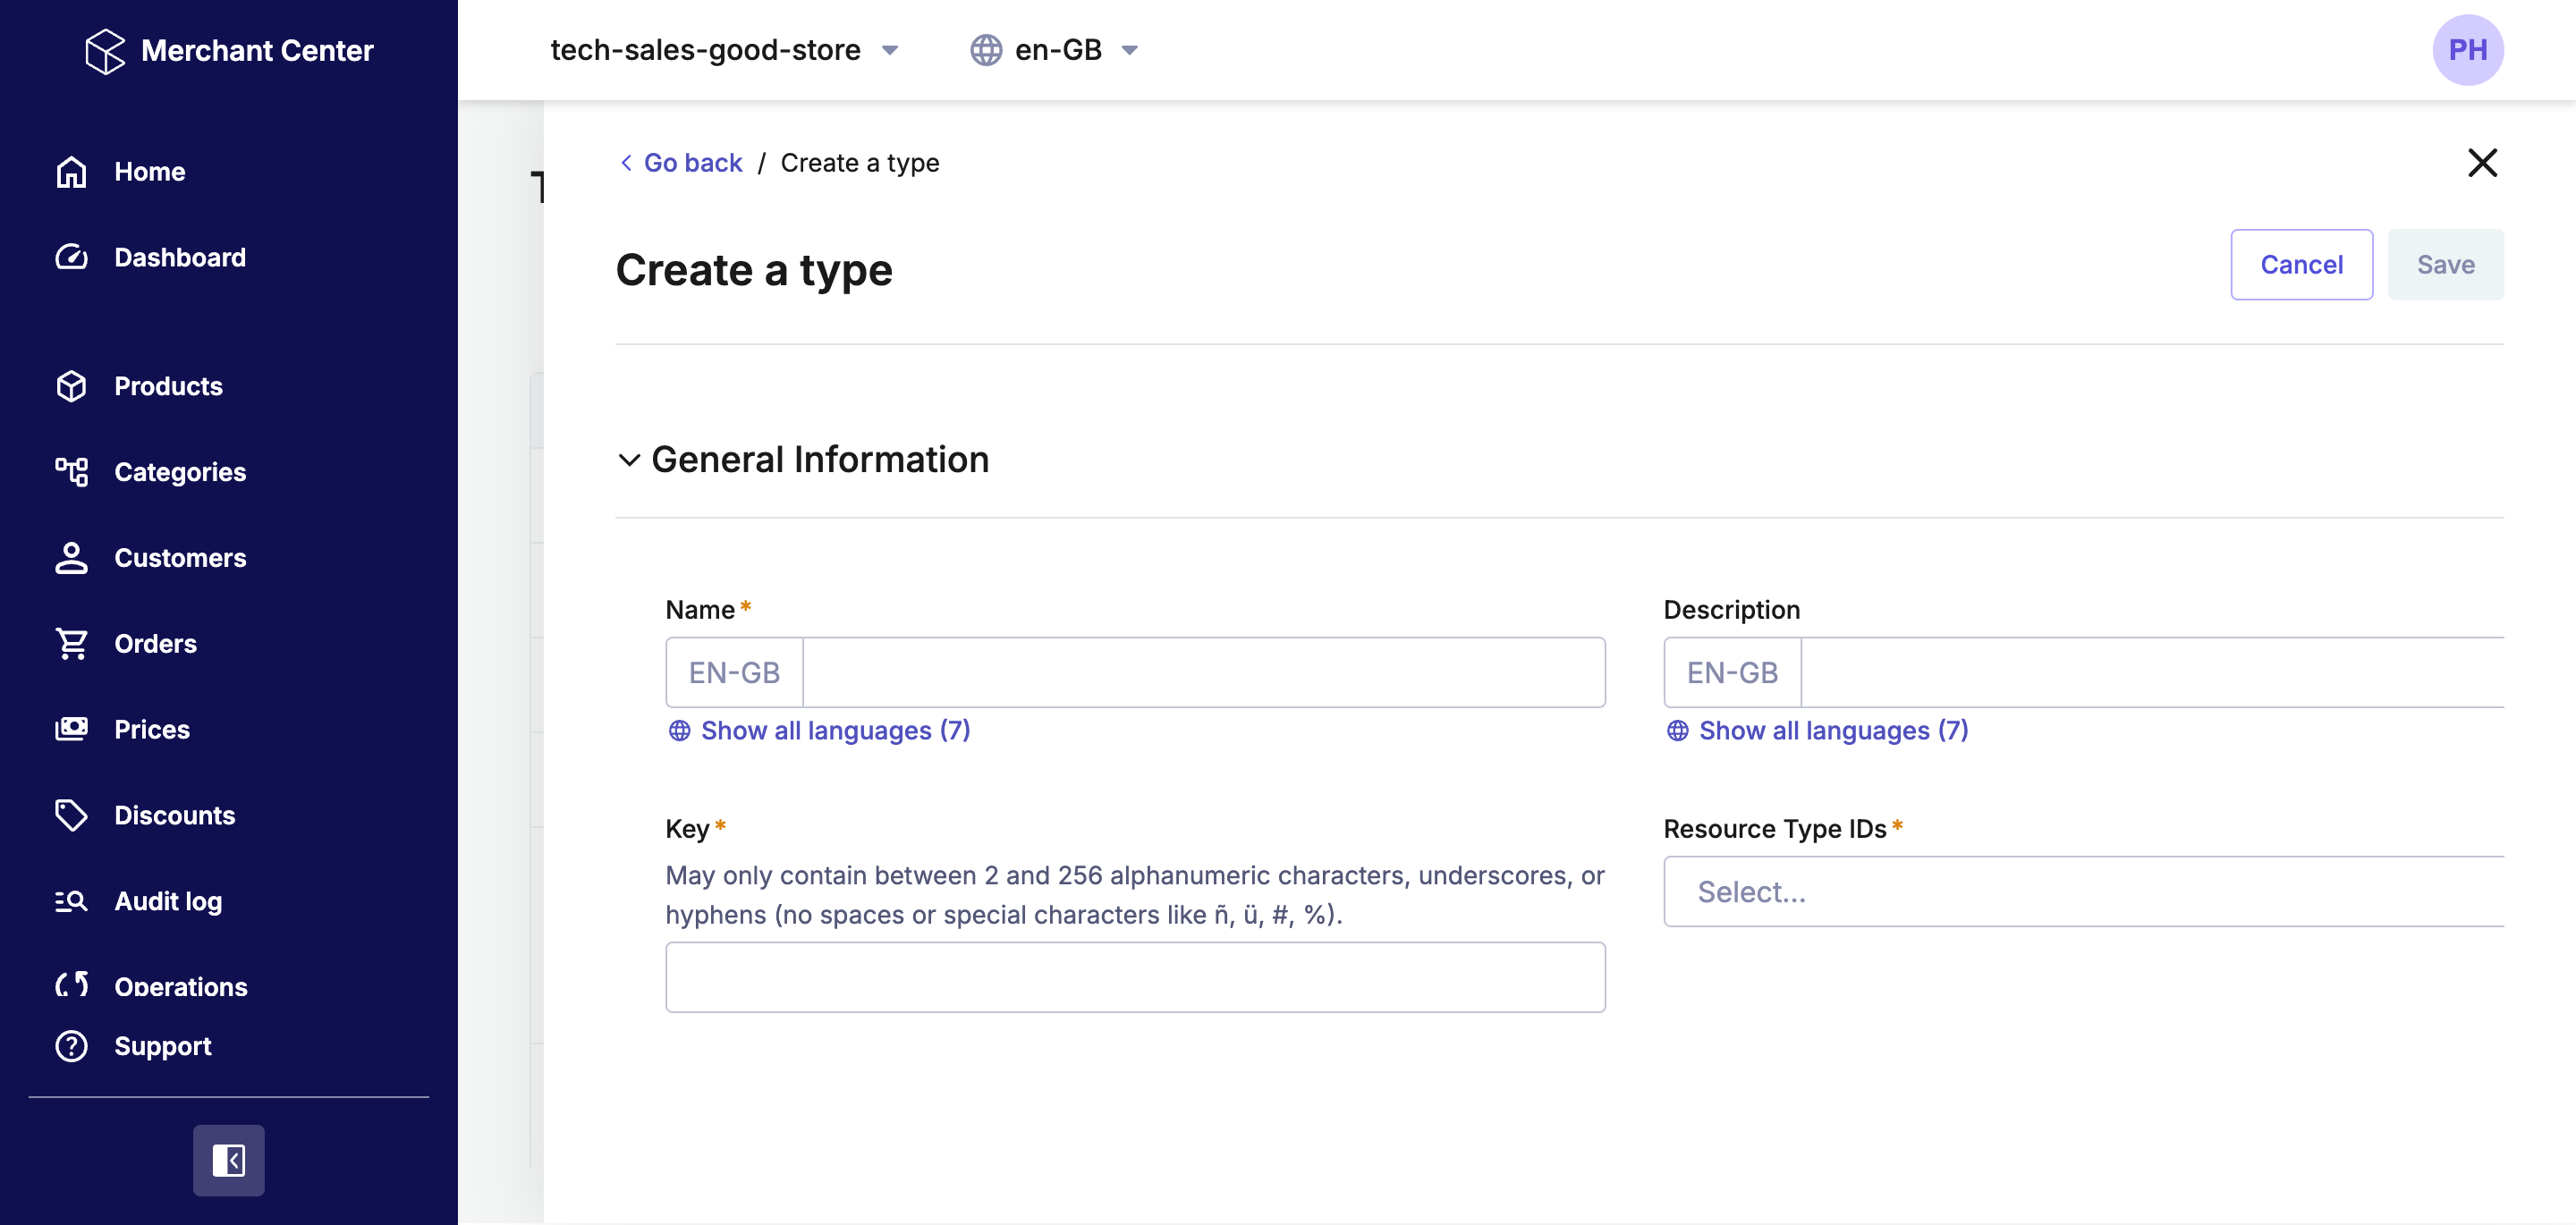 Merchant Center
tech-sales-good-store
en-GB
PH
Home
Dashboard
Products
Categories
Customers
Orders
Prices
Discounts
Audit log
Operations
Support
Go back / Create a type
Create a type
Cancel
Save
General Information
Name*
EN-GB
Show all languages (7)
Description
EN-GB
Show all languages (7)
Key*
May only contain between 2 and 256 alphanumeric characters, underscores, or
hyphens (no spaces or special characters like ñ, ü, #, %).
Resource Type IDs*
Select...